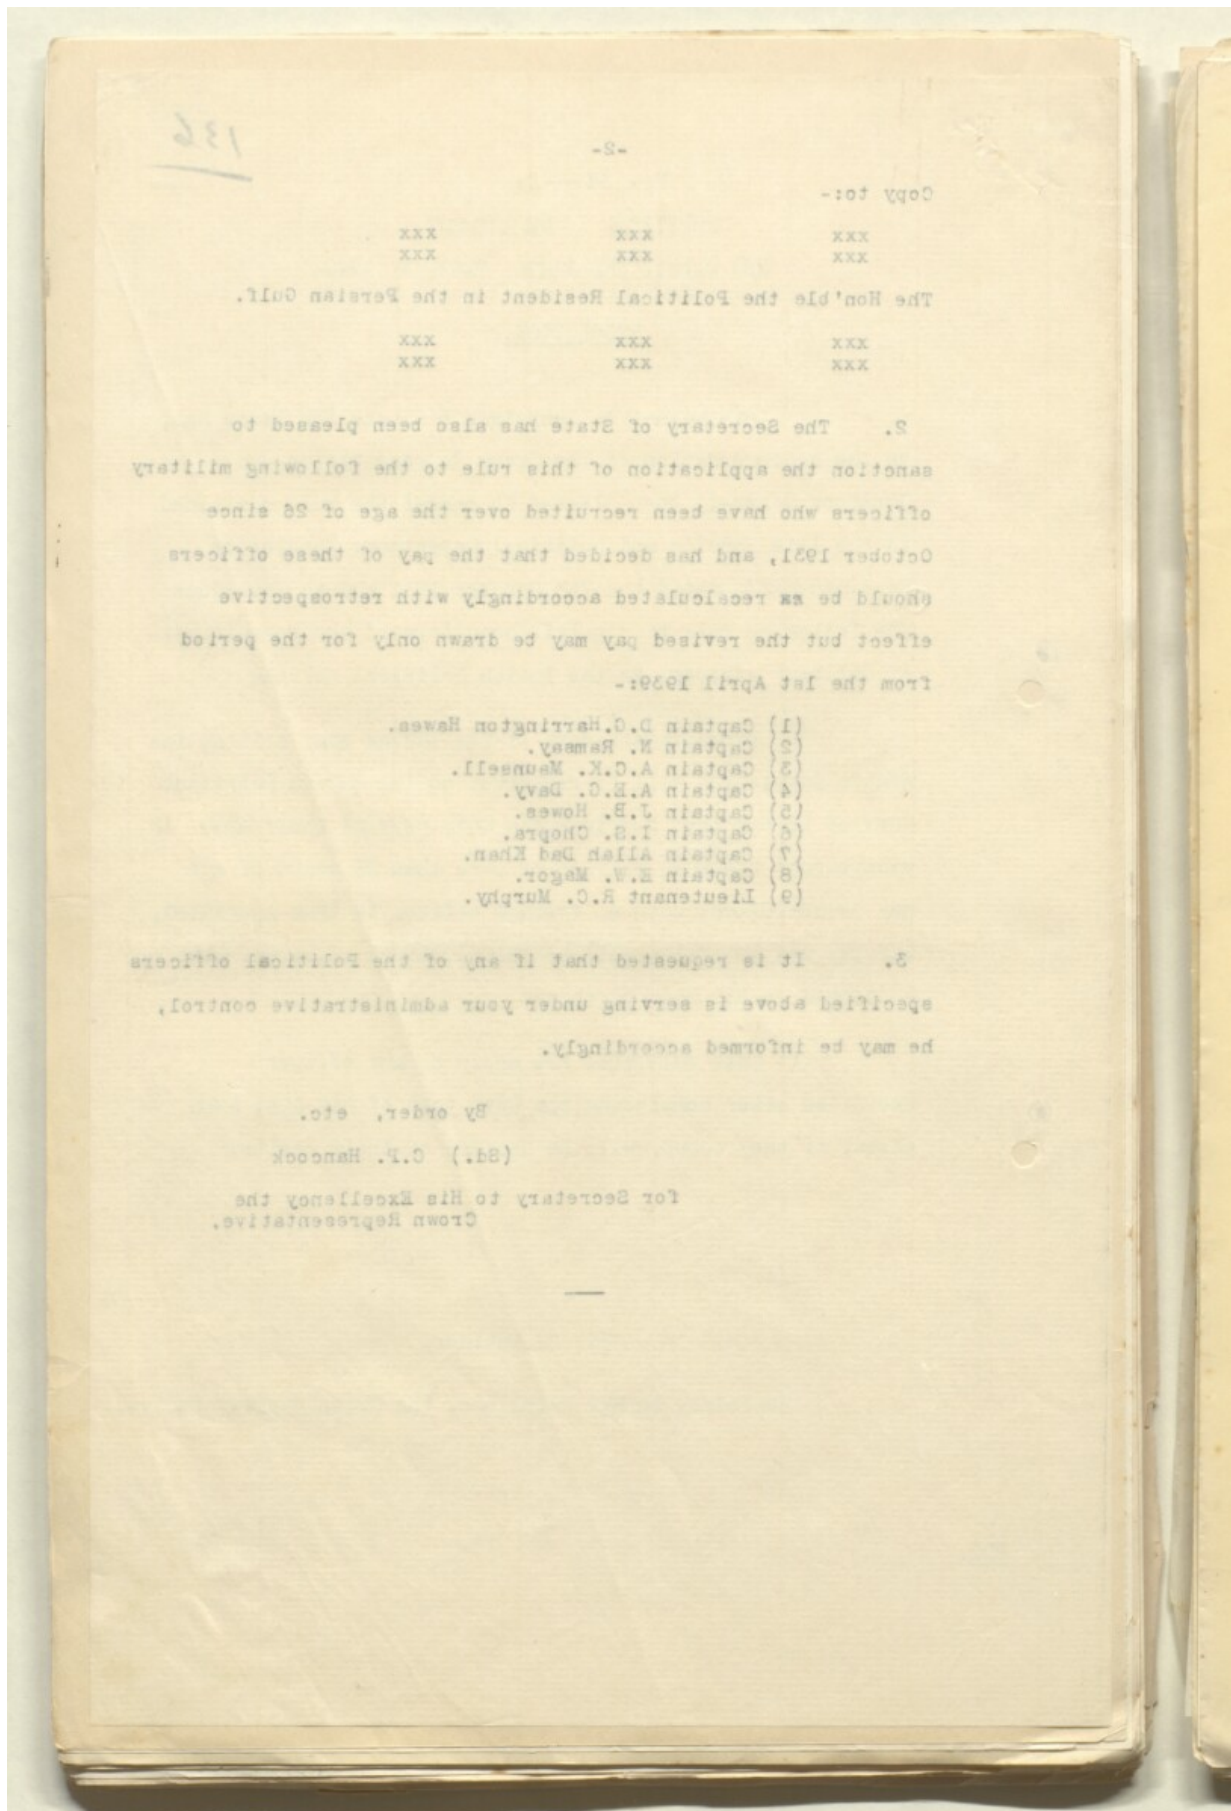 136
-2-
Copy to:-
xxx xxx xxx
xxx xxx xxx
The Hon'ble the Political Resident in the Persian Gulf.
xxx xxx xxx
xxx xxx xxx
2. The Secretary of State has also been pleased to
sanction the application of this rule to the following military
officers who have been recruited over the age of 26 since
October 1931, and has decided that the pay of these officers
should be recalculated accordingly with retrospective
effect but the revised pay may be drawn only for the period
from the 1st April 1939:-
(1) Captain D.G.Harrington Hawes.
(2) Captain N. Ramsay.
(3) Captain A.C.K. Maunsell.
(4) Captain A.E.G. Davy.
(5) Captain J.B. Howes.
(6) Captain I.S. Chopra.
(7) Captain Allah Dad Khan.
(8) Captain E.W. Magor.
(9) Lieutenant R.C. Murphy.
3. It is requested that if any of the Political officers
specified above is serving under your administrative control,
he may be informed accordingly.
By order, etc.
(Sd.) C.P. Hancock
for Secretary to His Excellency the
Crown Representative.